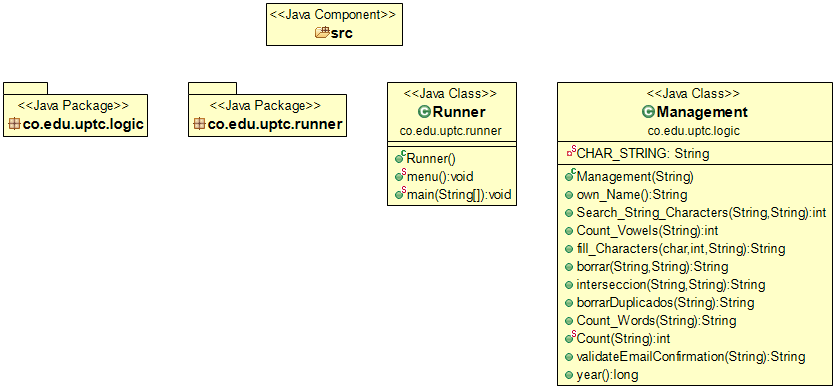 <<Java Component>>
src
<<Java Package>>
co.edu.uptc.logic
<<Java Package>>
co.edu.uptc.runner
<<Java Class>>
Runner
co.edu.uptc.runner
Runner()
menu():void
main(String[]):void
<<Java Class>>
Management
co.edu.uptc.logic
CHAR_STRING: String
Management(String)
own_Name():String
Search_String_Characters(String,String):int
Count_Vowels(String):int
fill_Characters(char,int,String):String
borrar(String,String):String
interseccion(String,String):String
borrarDuplicados(String):String
Count_Words(String):String
Count(String):int
validateEmailConfirmation(String):String
year():long